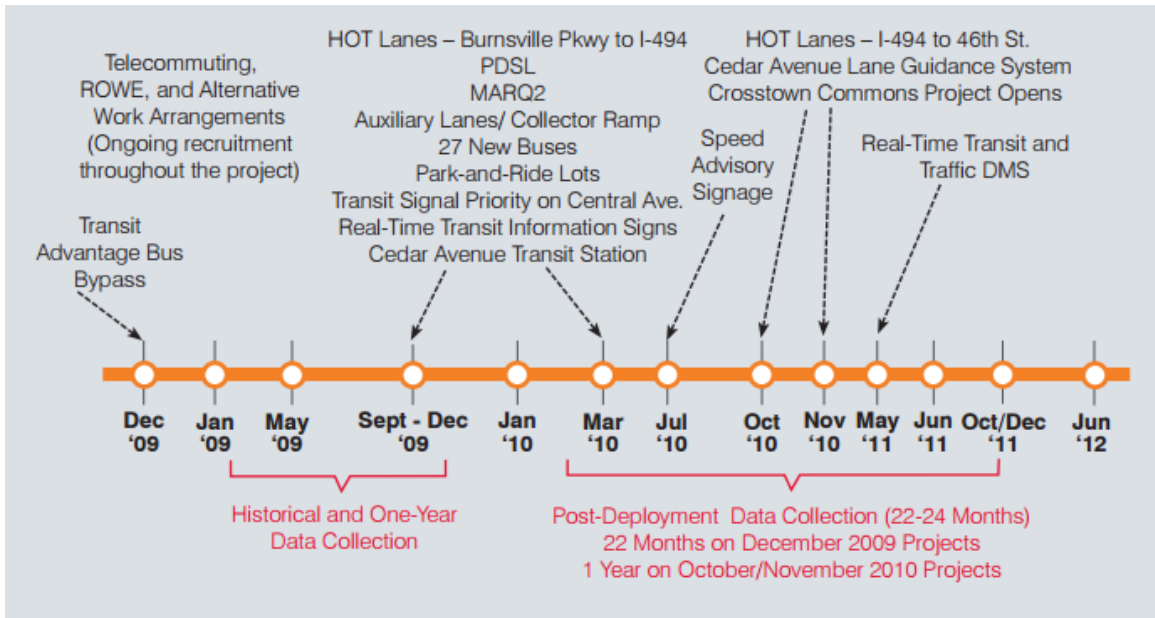 Telecommuting,
ROWE, and Alternative
Work Arrangements
(Ongoing recruitment
throughout the project)
Transit
Advantage Bus
Bypass
HOT Lanes – Burnsville Pkwy to I-494
PDSL
MARQ2
Auxiliary Lanes/ Collector Ramp
27 New Buses
Park-and-Ride Lots
Transit Signal Priority on Central Ave.
Real-Time Transit Information Signs
Cedar Avenue Transit Station
Speed
Advisory
Signage
HOT Lanes – I-494 to 46th St.
Cedar Avenue Lane Guidance System
Crosstown Commons Project Opens
Real-Time Transit and
Traffic DMS
Dec
‘09
Jan
‘09
May
‘09
Sept - Dec
‘09
Jan
‘10
Mar
‘10
Jul
‘10
Oct
‘10
Nov
‘10
May
‘11
Jun
‘11
Oct/Dec
‘11
Jun
‘12
Historical and One-Year
Data Collection
Post-Deployment Data Collection (22-24 Months)
22 Months on December 2009 Projects
1 Year on October/November 2010 Projects